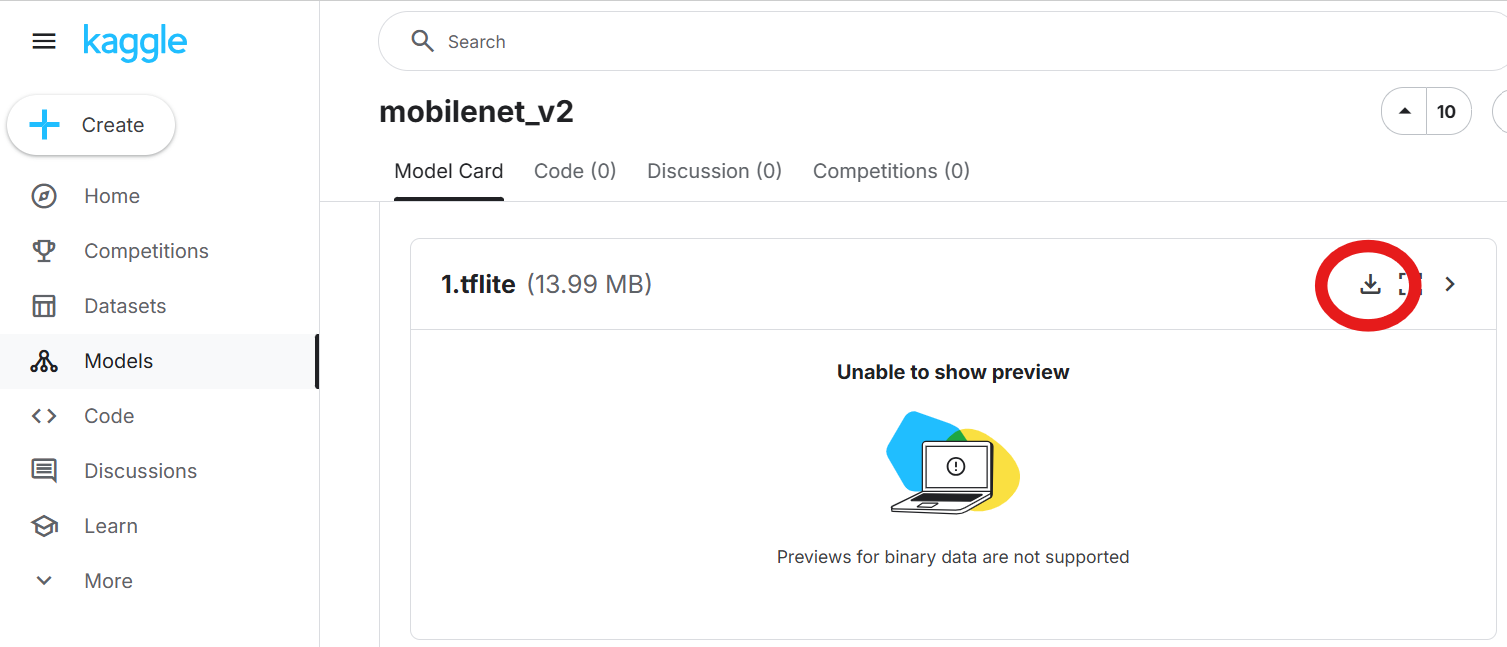 kaggle
Search
Create
Home
Competitions
Datasets
Models
Code
Discussions
Learn
More
mobilenet_v2
10
Model Card
Code (0)
Discussion (0)
Competitions (0)
1.tflite (13.99 MB)
Unable to show preview
Previews for binary data are not supported